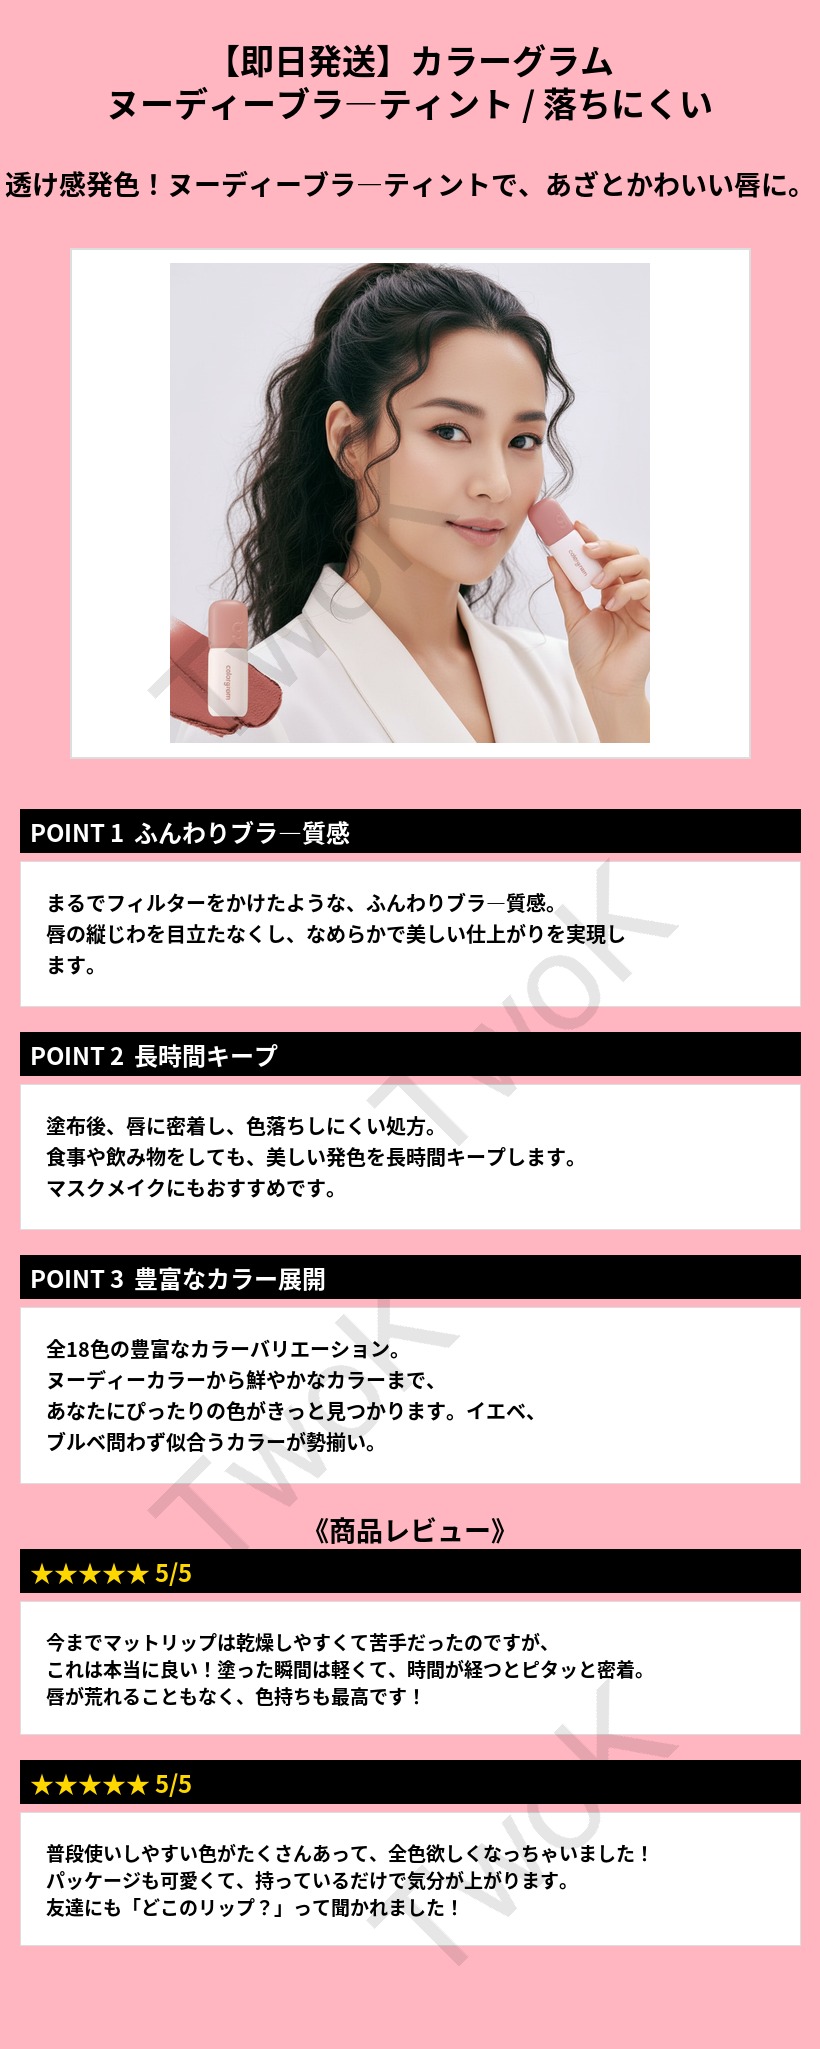 【即日発送】カラーグラム
ヌーディーブラ―ティント / 落ちにくい
透け感発色！ヌーディーブラ―ティントで、あざとかわいい唇に。
colorgram
colorgram
TwoK
POINT 1 ふんわりブラ―質感
まるでフィルターをかけたような、ふんわりブラ―質感。
唇の縦じわを目立たなくし、なめらかで美しい仕上がりを実現し
ます。
TwoK
POINT 2 長時間キープ
塗布後、唇に密着し、色落ちしにくい処方。
食事や飲み物をしても、美しい発色を長時間キープします。
マスクメイクにもおすすめです。
POINT 3 豊富なカラー展開
全18色の豊富なカラーバリエーション。
ヌーディーカラーから鮮やかなカラーまで、
あなたにぴったりの色がきっと見つかります。イエベ、
ブルベ問わず似合うカラーが勢揃い。
TwoK
《商品レビュー》
★★★★★ 5/5
今までマットリップは乾燥しやすくて苦手だったのですが、
これは本当に良い！塗った瞬間は軽くて、時間が経つとピタッと密着。
唇が荒れることもなく、色持ちも最高です！
★★★★★ 5/5
普段使いしやすい色がたくさんあって、全色欲しくなっちゃいました！
パッケージも可愛くて、持っているだけで気分が上がります。
友達にも「どこのリップ？」って聞かれました！
TwoK